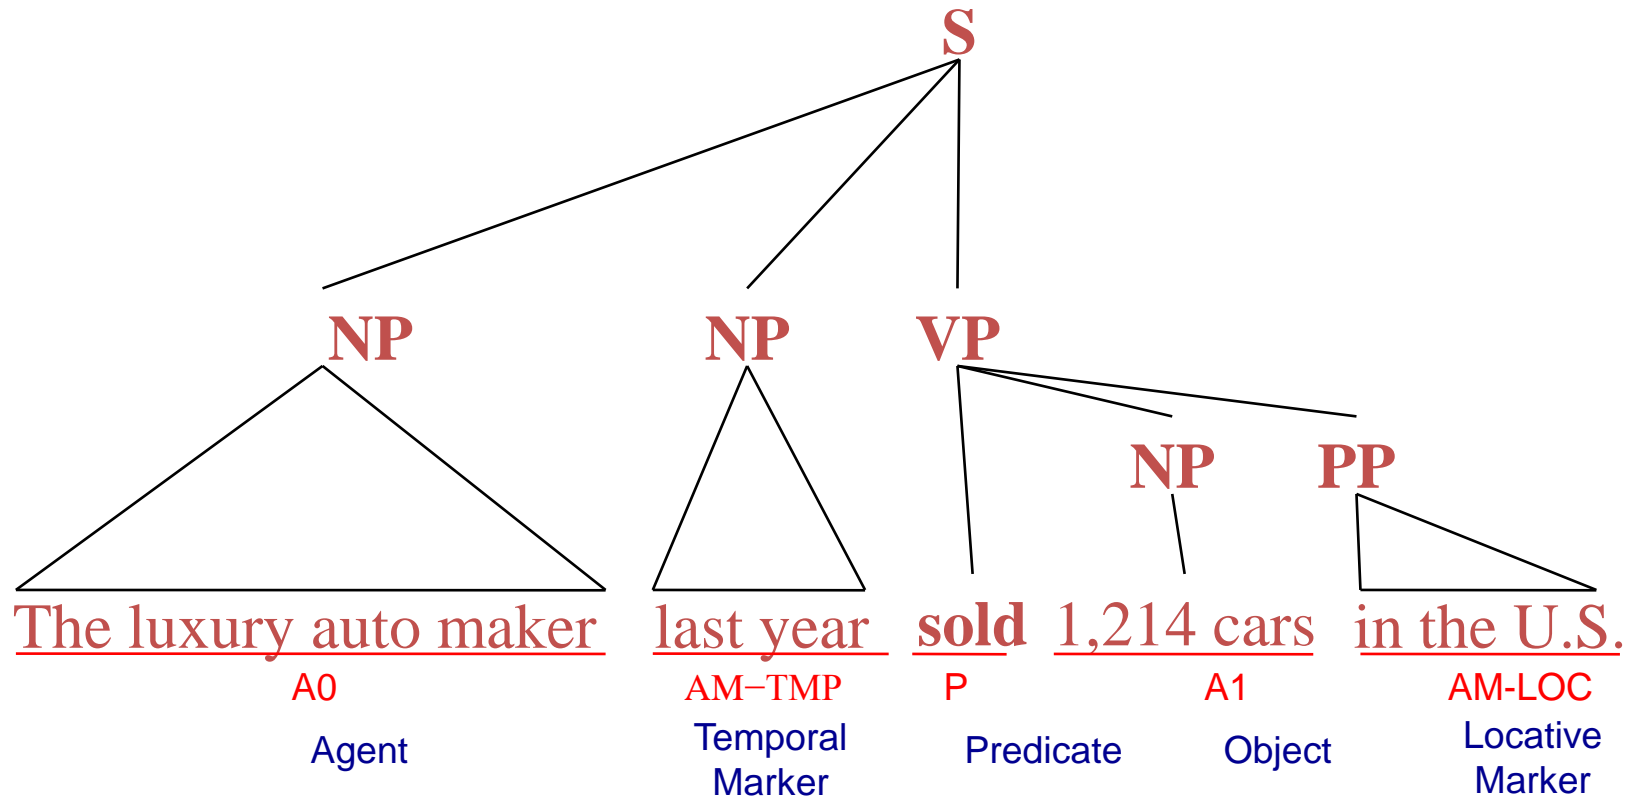 S
NP NP VP
NP PP
The luxury auto maker last year sold 1,214 cars in the U.S.
A0 AM−TMP P A1 AM-LOC
Agent Temporal Marker Predicate Object Locative Marker